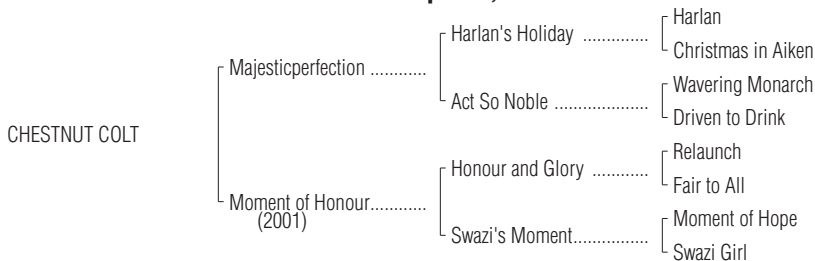 Harlan
Harlan's Holiday ..............
Christmas in Aiken
Majesticperfection ............
Wavering Monarch
Act So Noble ....................
Driven to Drink
CHESTNUT COLT
Relaunch
Honour and Glory ............
Fair to All
Moment of Honour............
(2001)
Moment of Hope
Swazi's Moment................
Swazi Girl